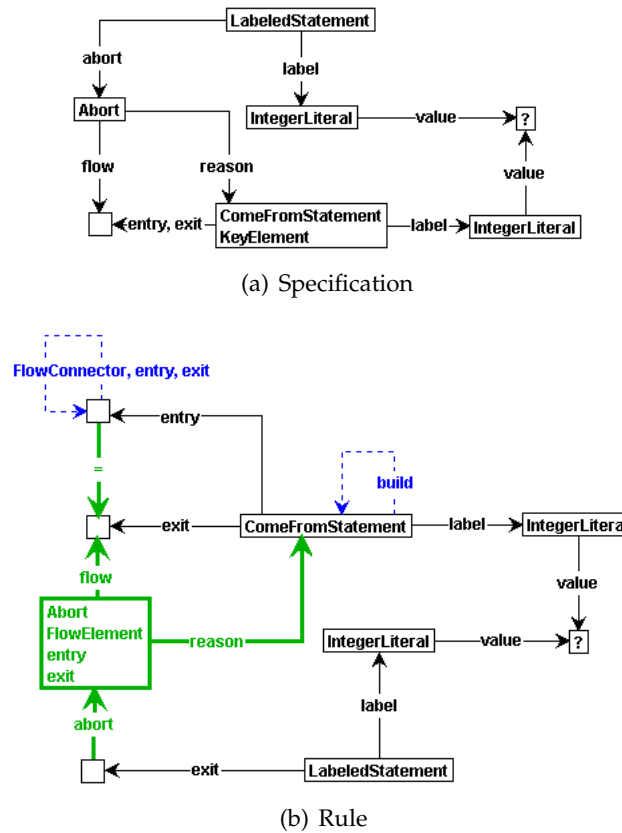 LabeledStatement
abort
label
Abort
IntegerLiteral
value
?
flow
reason
value
entry, exit
ComeFromStatement
KeyElement
label
IntegerLiteral
(a) Specification
FlowConnector, entry, exit
entry
=
build
exit
ComeFromStatement
label
IntegerLiteral
flow
value
Abort
FlowElement
entry
exit
reason
IntegerLiteral
value
?
label
abort
exit
LabeledStatement
(b) Rule